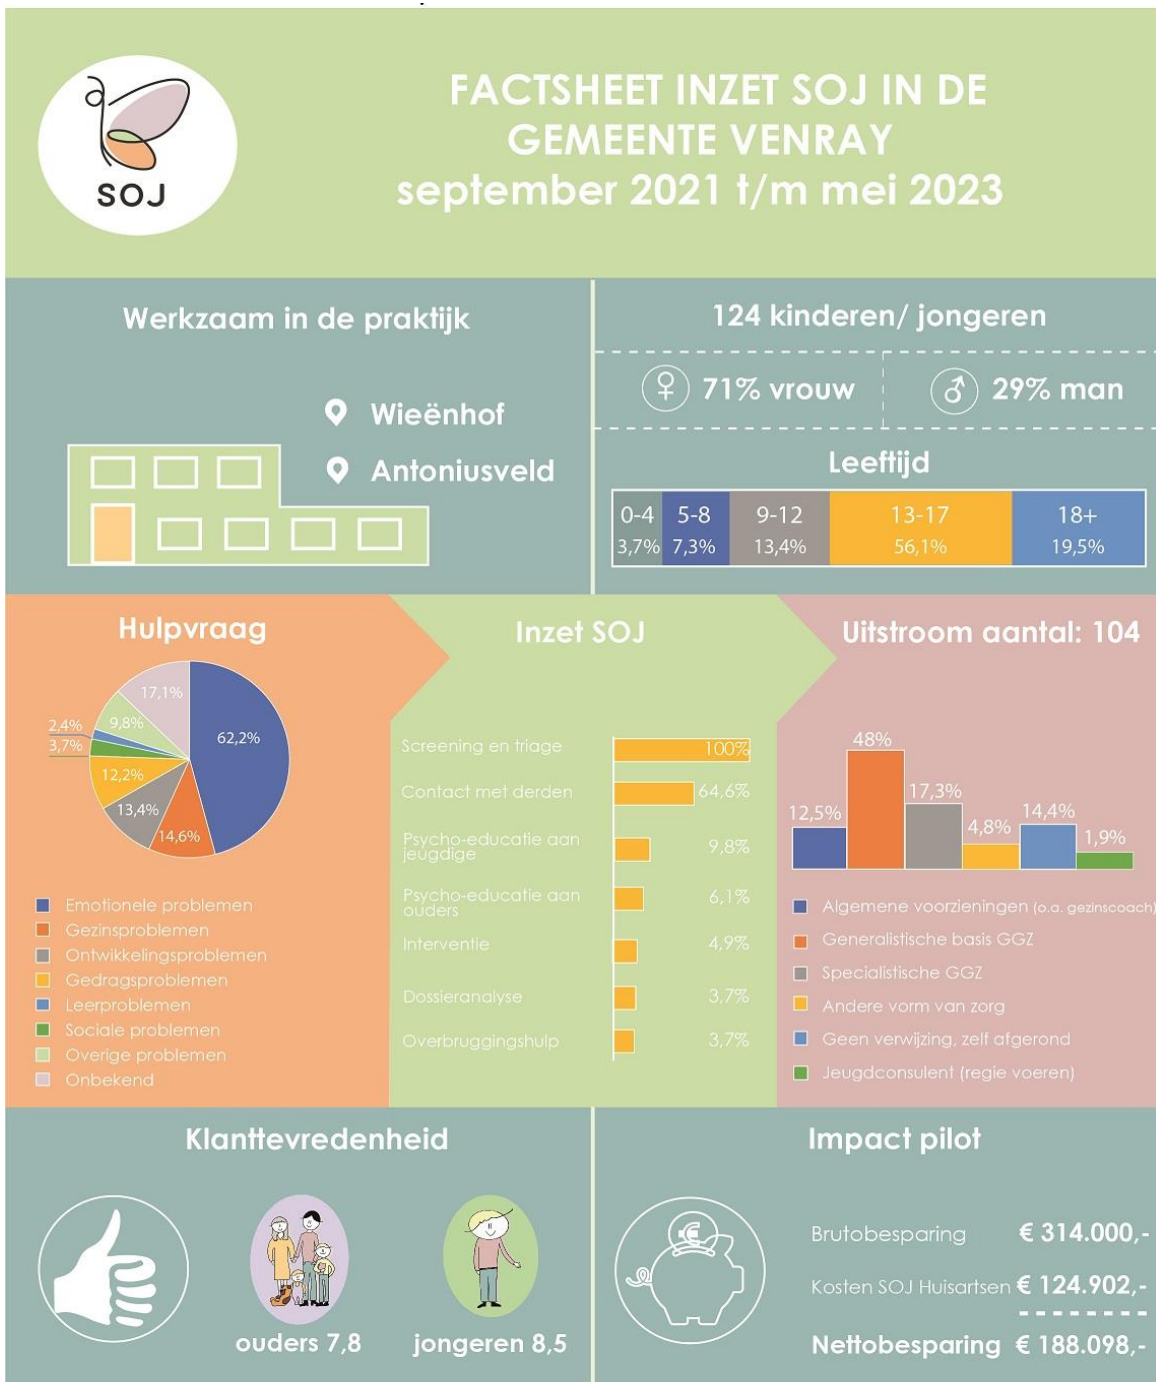 SOJ
FACTSHEET INZET SOJ IN DE
GEMEENTE VENRAY
september 2021 t/m mei 2023
Werkzaam in de praktijk
Wieënhof
Antoniusveld
124 kinderen/ jongeren
71% vrouw
29% man
Leeftijd
0-4 5-8 9-12 13-17 18+
3,7% 7,3% 13,4% 56,1% 19,5%
Hulpvraag
17,1%
9,8%
2,4%
3,7%
62,2%
12,2%
13,4%
14,6%
Emotionele problemen
Gezinsproblemen
Ontwikkelingsproblemen
Gedragsproblemen
Leerproblemen
Sociale problemen
Overige problemen
Onbekend
Inzet SOJ
Screening en triage 100%
Contact met derden 64,6%
Psycho-educatie aan
jeugdige 9,8%
Psycho-educatie aan
ouders 6,1%
Interventie 4,9%
Dossieranalyse 3,7%
Overbruggingshulp 3,7%
Uitstroom aantal: 104
12,5% 48% 17,3% 4,8% 14,4% 1,9%
Algemene voorzieningen (o.a. gezinscoach)
Generalistische basis GGZ
Specialistische GGZ
Andere vorm van zorg
Geen verwijzing, zelf afgerond
Jeugdconsulent (regie voeren)
Klanttevredenheid
ouders 7,8
jongeren 8,5
Impact pilot
€
Brutobesparing € 314.000,-
Kosten SOJ Huisartsen € 124.902,-
Nettobesparing € 188.098,-